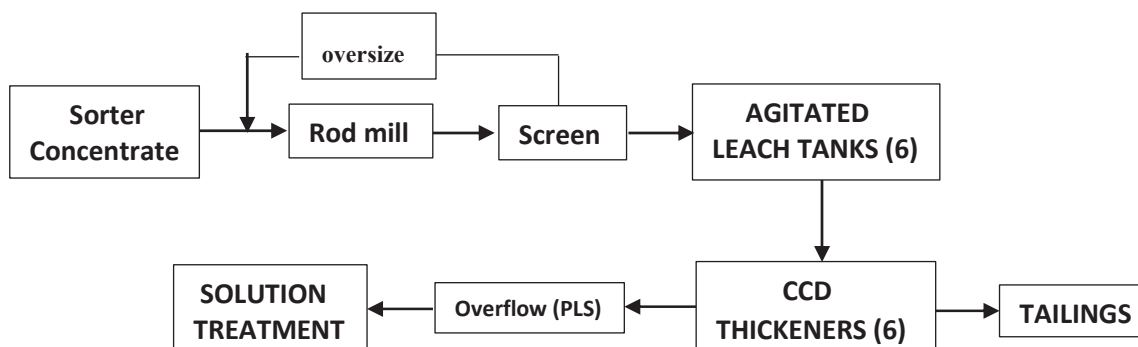 oversize
Sorter
Concentrate
Rod mill
Screen
AGITATED
LEACH TANKS (6)
SOLUTION
TREATMENT
Overflow (PLS)
CCD
THICKENERS (6)
TAILINGS